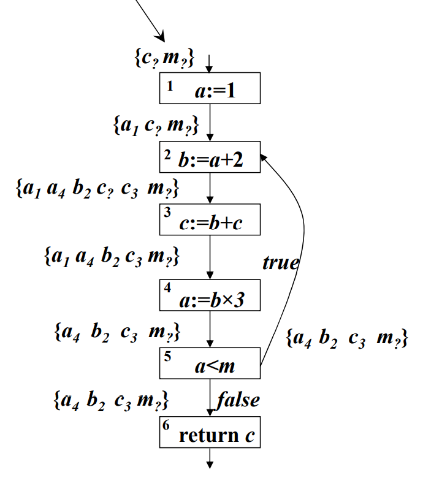 {c? m?}
1 a:=1
{a1 c? m?}
2 b:=a+2
{a1 a4 b2 c? c3 m?}
3 c:=b+c
{a1 a4 b2 c3 m?}
true
4 a:=b×3
{a4 b2 c3 m?}
{a4 b2 c3 m?}
5 a<m
{a4 b2 c3 m?}
false
6 return c